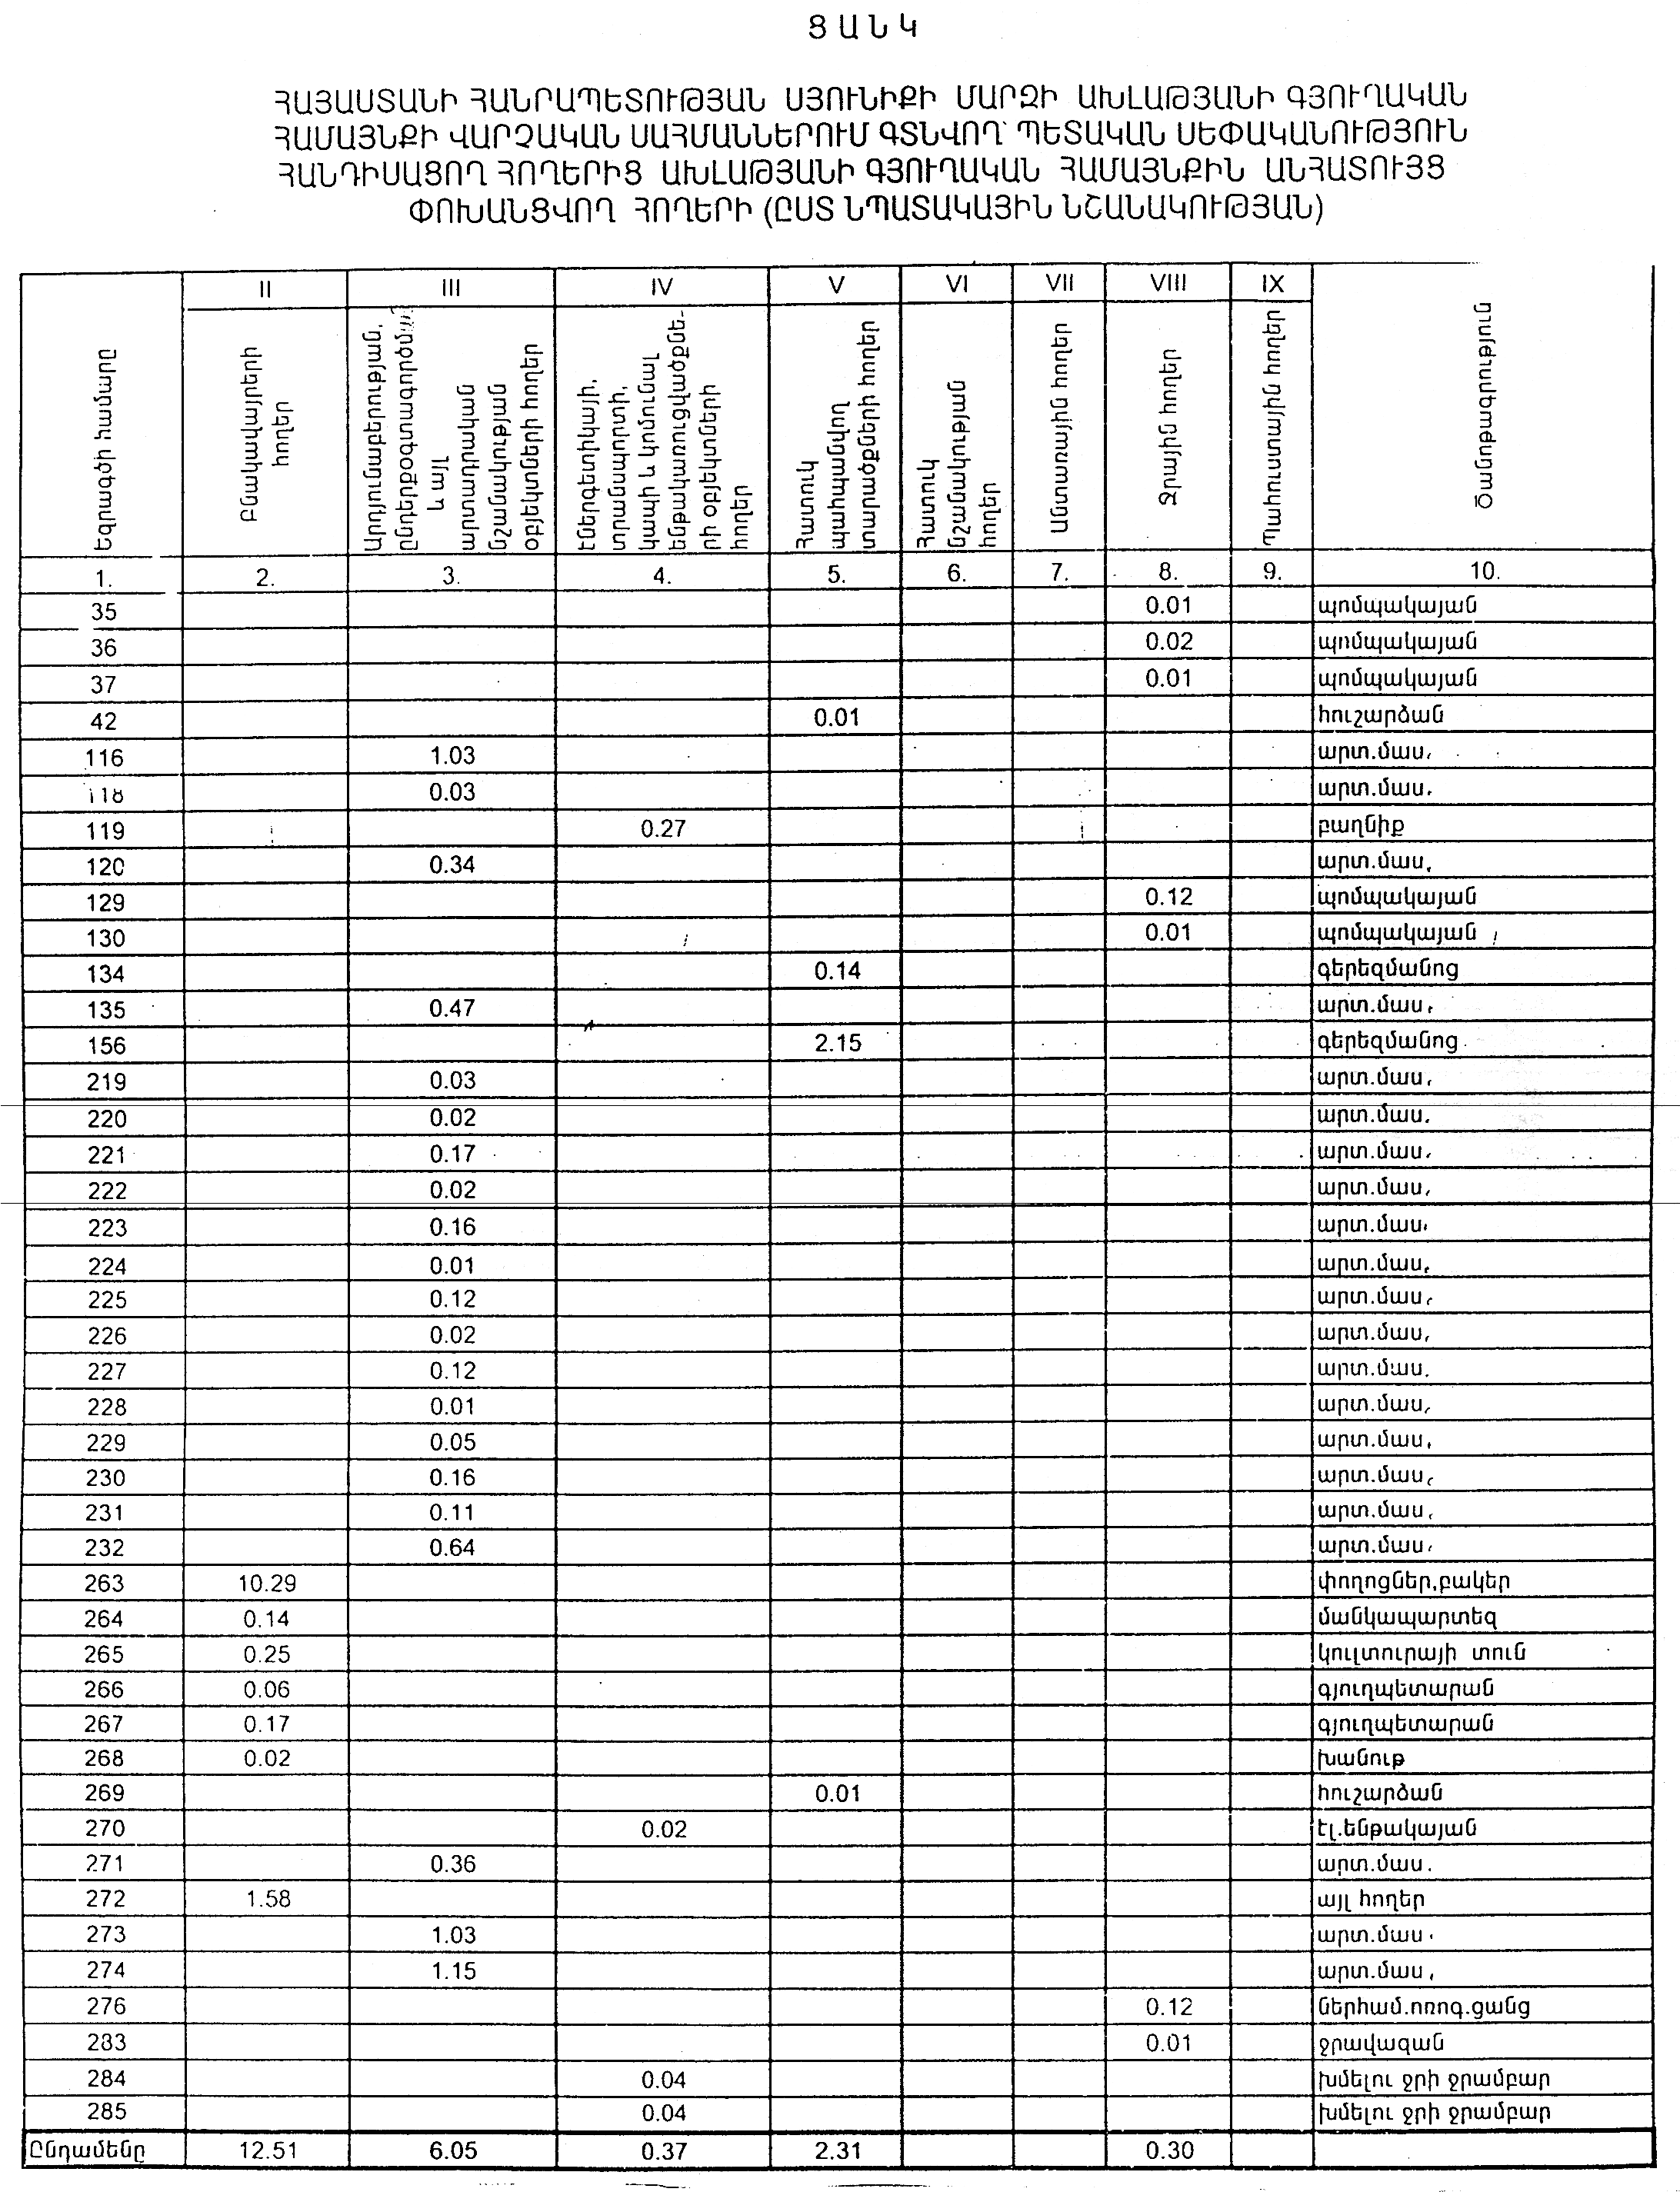 ՑԱՆԿ
ՀԱՅԱՍՏԱՆԻ ՀԱՆՐԱՊԵՏՈՒԹՅԱՆ ՍՅՈՒՆԻՔԻ ՄԱՐԶԻ ԱԽԼԱԹՅԱՆԻ ԳՅՈՒՂԱԿԱՆ
ՀԱՄԱՅՆՔԻ ՎԱՐՉԱԿԱՆ ՍԱՀՄԱՆՆԵՐՈՒՄ ԳՏՆՎՈՂ՝ ՊԵՏԱԿԱՆ ՍԵՓԱԿԱՆՈՒԹՅՈՒՆ
ՀԱՆԴԻՍԱՑՈՂ ՀՈՂԵՐԻՑ ԱԽԼԱԹՅԱՆԻ ԳՅՈՒՂԱԿԱՆ ՀԱՄԱՅՆՔԻՆ ԱՆՀԱՏՈՒՅՑ
ՓՈԽԱՆՑՎՈՂ ՀՈՂԵՐԻ (ԸՍՏ ՆՊԱՏԱԿԱՅԻՆ ՆՇԱՆԱԿՈՒԹՅԱՆ)
II III IV V VI VII VIII IX
Եզրագծի համարը
Բնակավայրերի
հողեր
Արդյունաբերության,
ընդերքօգտագործման
և այլ
արտադրական
նշանակության
օբյեկտների հողեր
Էներգետիկայի,
տրանսպորտի,
կապի և կոմունալ
ենթակառուցվածքնե-
րի օբյեկտների
հողեր
Հատուկ
պահպանվող
տարածքների հողեր
Հատուկ
նշանակության
հողեր
Անտառային հողեր
Ջրային հողեր
Պահուստային հողեր
Ծանոթագրություն
1. 2. 3. 4. 5. 6. 7. 8. 9. 10.
35 0.01 պոմպակայան
36 0.02 պոմպակայան
37 0.01 պոմպակայան
42 0.01 հուշարձան
116 1.03 արտ.մաս.
118 0.03 արտ.մաս.
119 0.27 բաղնիք
120 0.34 արտ.մաս.
129 0.12 պոմպակայան
130 0.01 պոմպակայան
134 0.14 գերեզմանոց
135 0.47 արտ.մաս.
156 2.15 գերեզմանոց
219 0.03 արտ.մաս.
220 0.02 արտ.մաս.
221 0.17 արտ.մաս.
222 0.02 արտ.մաս.
223 0.16 արտ.մաս.
224 0.01 արտ.մաս.
225 0.12 արտ.մաս.
226 0.02 արտ.մաս.
227 0.12 արտ.մաս.
228 0.01 արտ.մաս.
229 0.05 արտ.մաս.
230 0.16 արտ.մաս.
231 0.11 արտ.մաս.
232 0.64 արտ.մաս.
263 10.29 փողոցներ,բակեր
264 0.14 մանկապարտեզ
265 0.25 կուլտուրայի տուն
266 0.06 գյուղպետարան
267 0.17 գյուղպետարան
268 0.02 խանութ
269 0.01 հուշարձան
270 0.02 էլ.ենթակայան
271 0.36 արտ.մաս.
272 1.58 այլ հողեր
273 1.03 արտ.մաս.
274 1.15 արտ.մաս.
276 0.12 ներհամ.ոռոգ.ցանց
283 0.01 ջրավազան
284 0.04 խմելու ջրի ջրամբար
285 0.04 խմելու ջրի ջրամբար
Ընդամենը 12.51 6.05 0.37 2.31 0.30